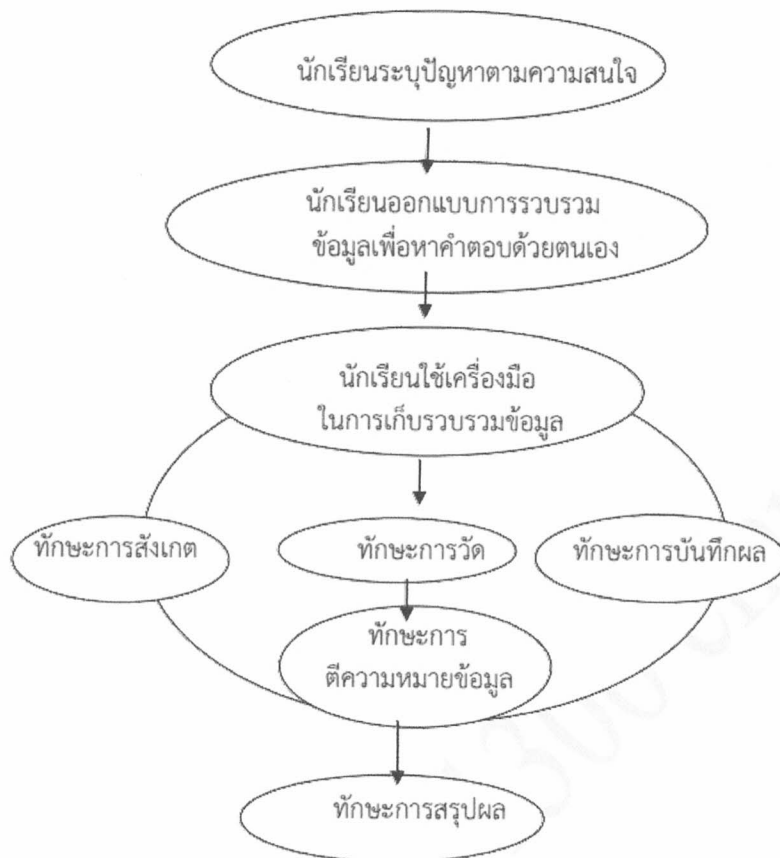 นักเรียนระบุปัญหาตามความสนใจ
นักเรียนออกแบบการรวบรวม
ข้อมูลเพื่อหาคำตอบด้วยตนเอง
นักเรียนใช้เครื่องมือ
ในการเก็บรวบรวมข้อมูล
ทักษะการสังเกต
ทักษะการวัด
ทักษะการบันทึกผล
ทักษะการ
ตีความหมายข้อมูล
ทักษะการสรุปผล